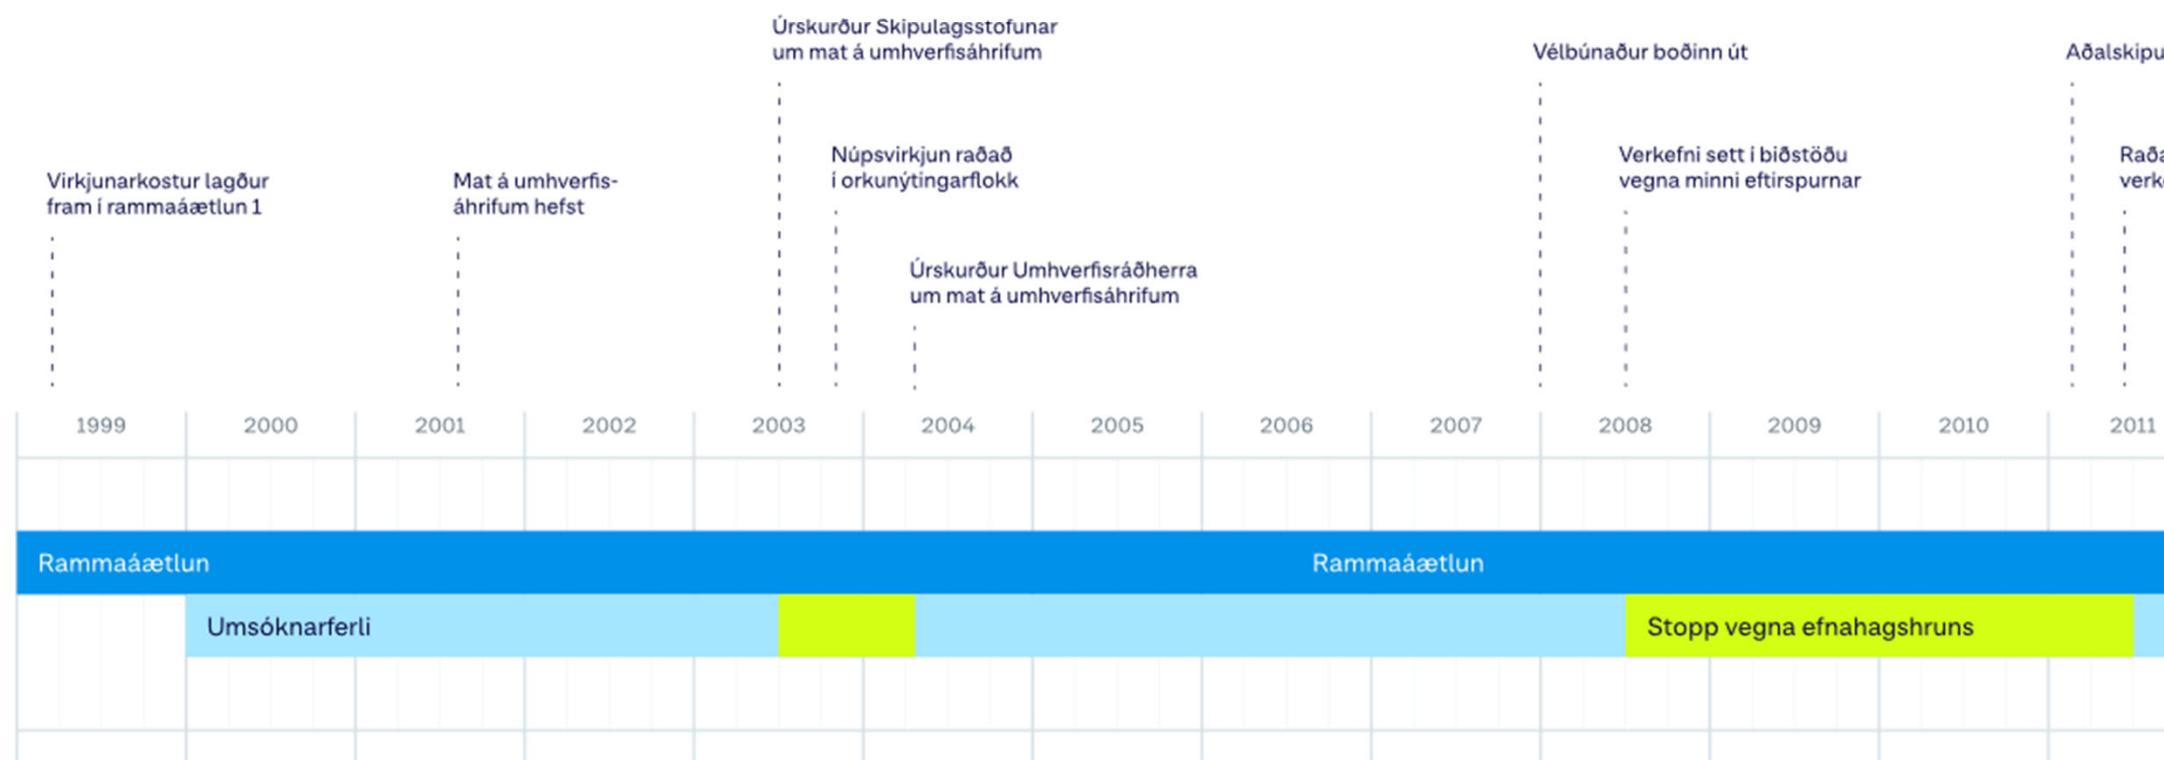 Úrskurður Skipulagsstofunar
um mat á umhverfisáhrifum
Vélbúnaður boðinn út
Virkjunarkostur lagður
fram í rammaáætlun 1
Mat á umhverfis-
áhrifum hefst
Núpsvirkjun raðað
í orkunýtingarflokk
Verkefni sett í biðstöðu
vegna minni eftirspurnar
Úrskurður Umhverfisráðherra
um mat á umhverfisáhrifum
1999 2000 2001 2002 2003 2004 2005 2006 2007 2008 2009 2010 2011
Rammaáætlun Rammaáætlun
Umsóknarferli Stopp vegna efnahagshruns